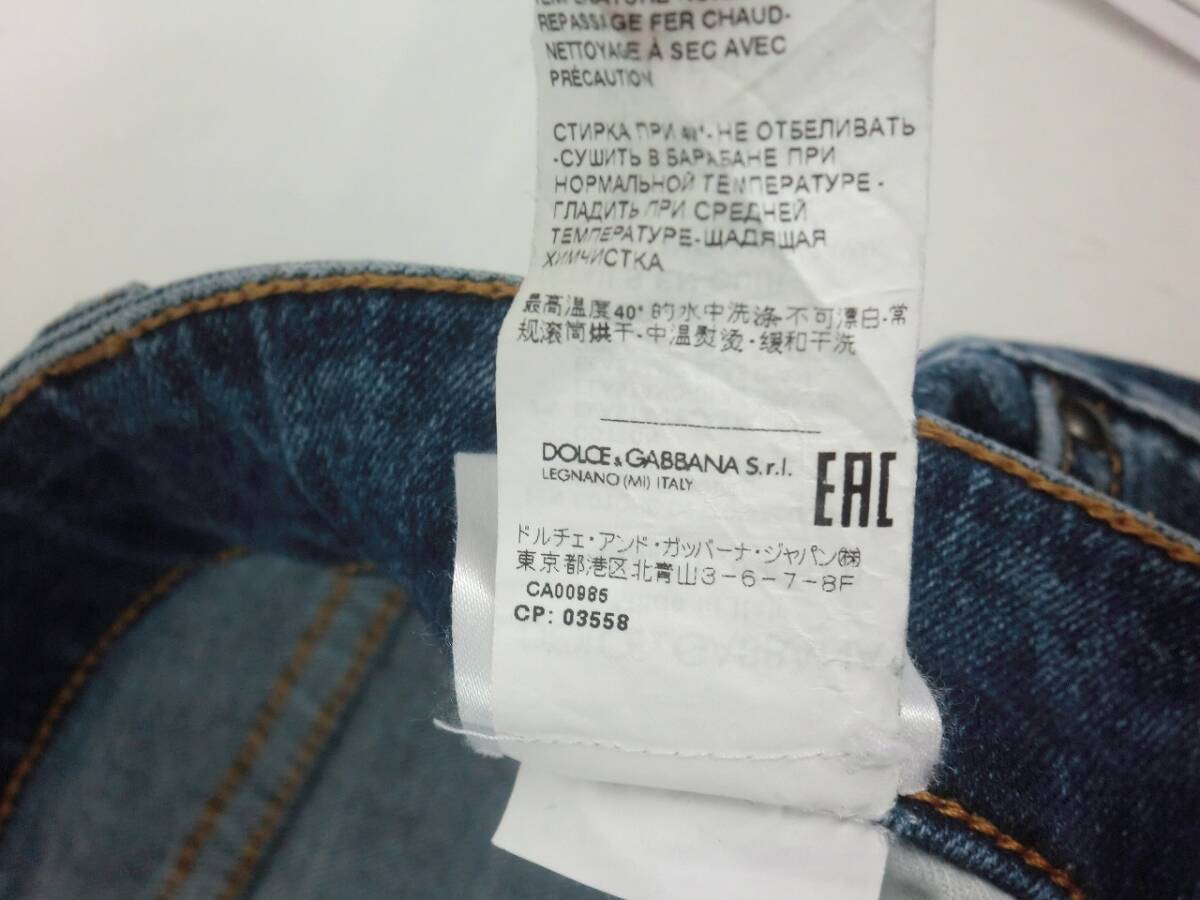 REPASSAGE FER CHAUD-
NETTOYAGE À SEC AVEC
PRÉCAUTION
СТИРКА ПРИ 40°-НЕ ОТБЕЛИВАТЬ
-СУШИТЬ В БАРАБАНЕ ПРИ
НОРМАЛЬНОЙ ТЕМПЕРАТУРЕ-
ГЛАДИТЬ ПРИ СРЕДНЕЙ
ТЕМПЕРАТУРЕ-ЩАДЯЩАЯ
ХИМЧИСТКА
最高温度40°的水中洗涤-不可漂白-常
规滚筒烘干-中温熨烫-缓和干洗
DOLCE & GABBANA S.r.l.
LEGNANO (MI) ITALY
EAC
ドルチェ・アンド・ガッバーナ・ジャパン㈱
東京都港区北青山3-6-7-8F
CA00985
CP: 03558